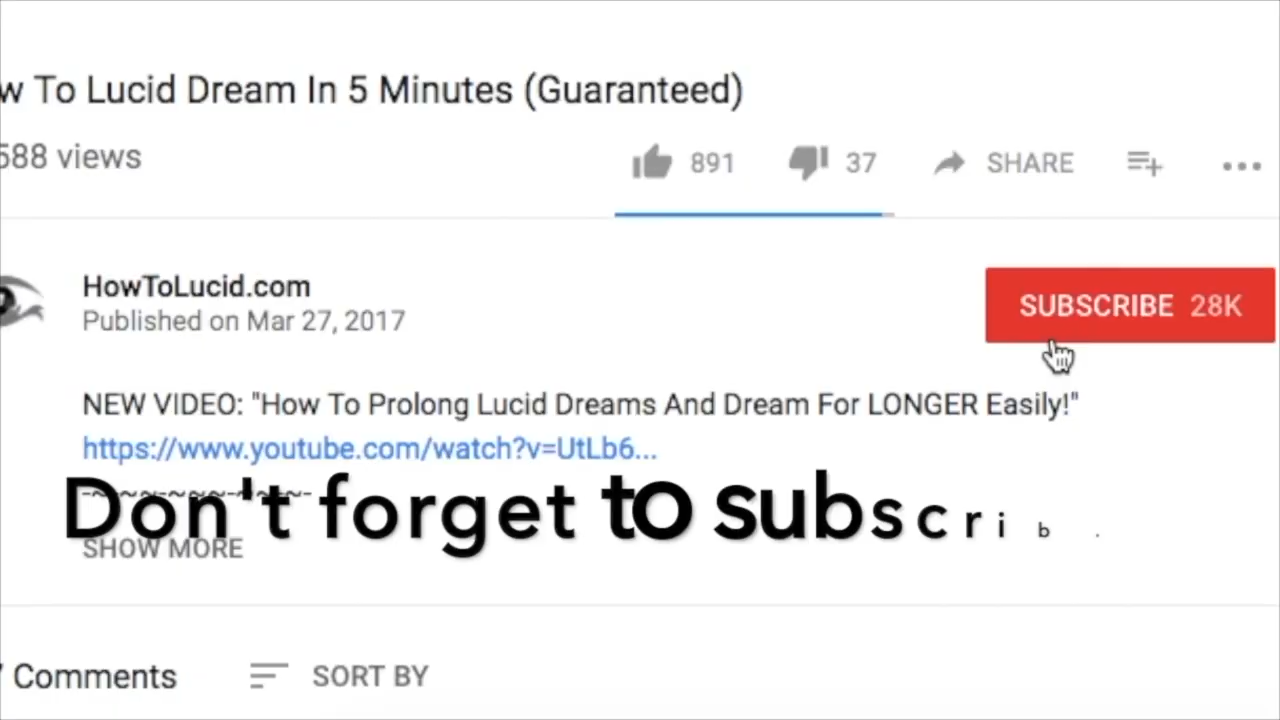 w To Lucid Dream In 5 Minutes (Guaranteed)
588 views
891
37
SHARE
HowToLucid.com
Published on Mar 27, 2017
SUBSCRIBE 28K
NEW VIDEO: "How To Prolong Lucid Dreams And Dream For LONGER Easily!"
https://www.youtube.com/watch?v=UtLb6...
Don't forget to subscrib
SHOW MORE
Comments
SORT BY